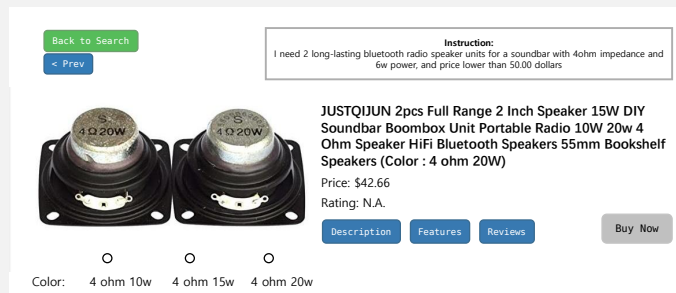 Back to Search
< Prev
Instruction:
I need 2 long-lasting bluetooth radio speaker units for a soundbar with 4ohm impedance and
6w power, and price lower than 50.00 dollars
S
4Ω20W
S
4Ω20W
JUSTQIJUN 2pcs Full Range 2 Inch Speaker 15W DIY
Soundbar Boombox Unit Portable Radio 10W 20w 4
Ohm Speaker HiFi Bluetooth Speakers 55mm Bookshelf
Speakers (Color : 4 ohm 20W)
Price: $42.66
Rating: N.A.
Description Features Reviews Buy Now
Color: 4 ohm 10w 4 ohm 15w 4 ohm 20w